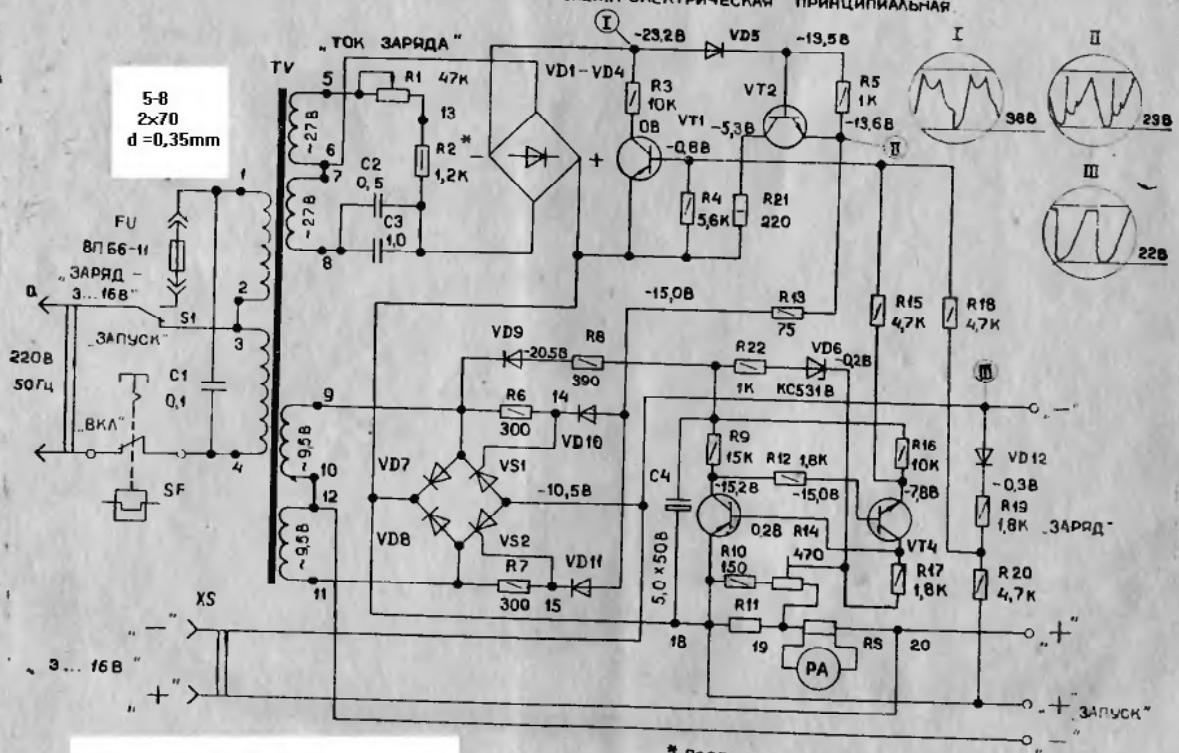 ЭЛЕКТРИЧЕСКАЯ ПРИНЦИПИАЛЬНАЯ
5-8
2×70
d =0,35mm
TV
„ТОК ЗАРЯДА"
5
R1
47К
13
~27В
6
7
R2 *
1,2К
C2
0,5
C3
1,0
~27В
8
VD1-VD4
–
+
I
-23,2В
VD5
-13,5В
R3
10К
VT2
R5
1К
0В
VT1
-5,3В
-13,6В
II
-0,8В
R4
5,6К
R21
220
I
38В
II
23В
III
22В
1
FU
ВП Б6-1
„ЗАРЯД –
3...16В"
2
S1
3
„ЗАПУСК"
220В
50Гц
C1
0,1
„ВКЛ"
4
SF
-15,0В
R13
75
R15
4,7К
R18
4,7К
VD9
-20,5В
R8
390
R22
1К
VD6
-0,2В
КС531В
III
„–"
9
R6
300
14
VD10
~9,5В
10
12
VD7
VS1
-10,5В
VD8
VS2
~9,5В
11
R7
300
15
VD11
C4
5,0×50В
R9
15К
R12
1,8К
R16
10К
-15,2В
-15,0В
-7,8В
0,2В
R14
470
VT4
R10
150
R17
1,8К
VD12
-0,3В
R19
1,8К
„ЗАРЯД"
R20
4,7К
R11
18
19
RS
20
PA
„+"
XS
„–"
„3...16В"
„+"
„+"
„ЗАПУСК"
„–"
*